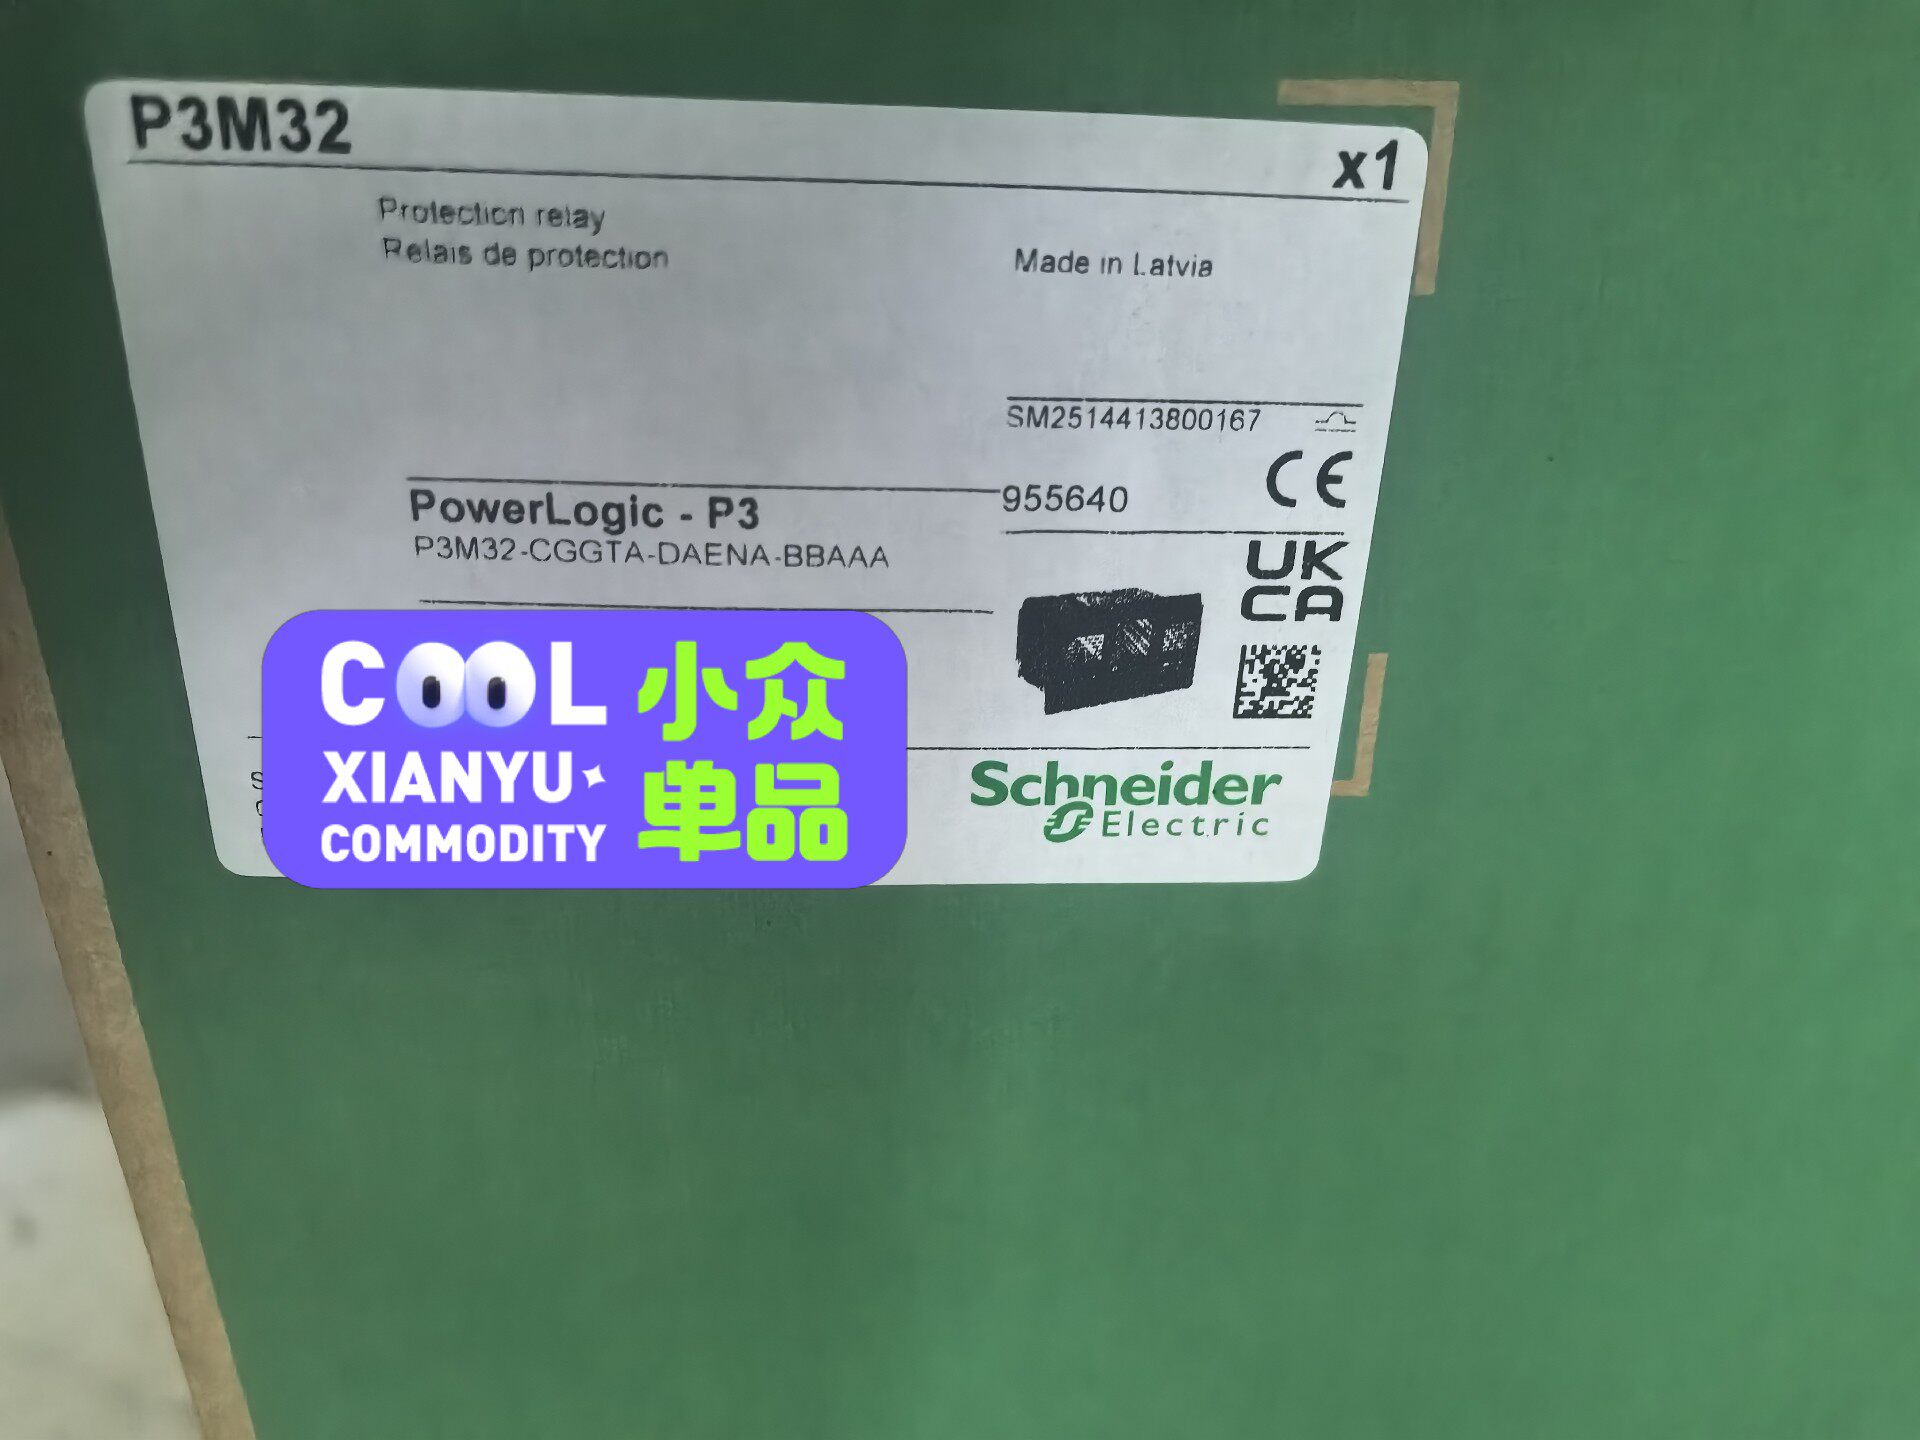 P3M32
x1
Protection relay
Relais de protection
Made in Latvia
SM2514413800167
CE
955640
PowerLogic - P3
P3M32-CGGTA-DAENA-BBAAA
UK
CA
COOL 小众
XIANYU
COMMODITY 单品
Schneider
Electric